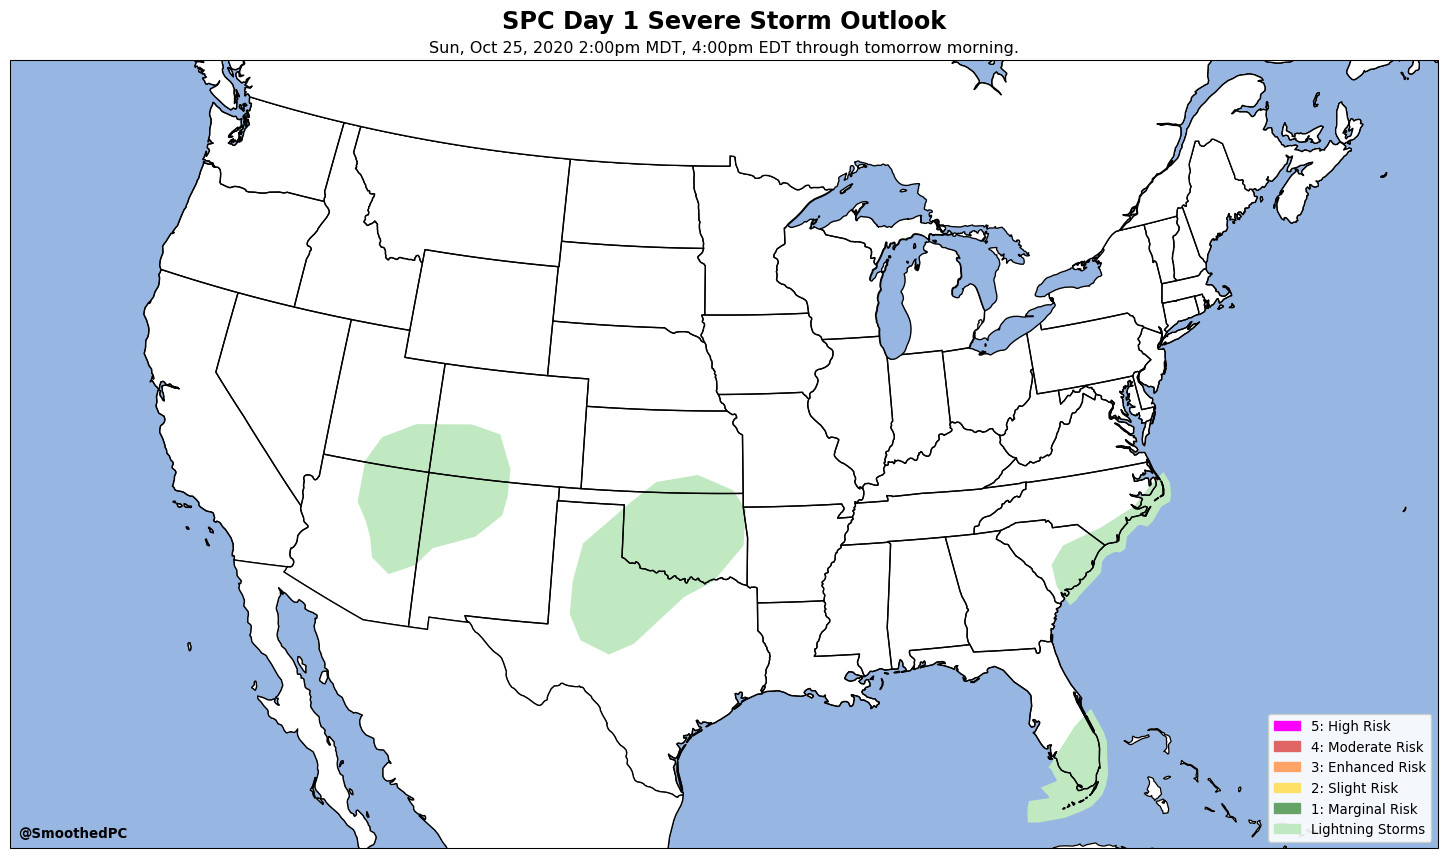 SPC Day 1 Severe Storm Outlook
Sun, Oct 25, 2020 2:00pm MDT, 4:00pm EDT through tomorrow morning.
5: High Risk
4: Moderate Risk
3: Enhanced Risk
2: Slight Risk
1: Marginal Risk
Lightning Storms
@SmoothedPC